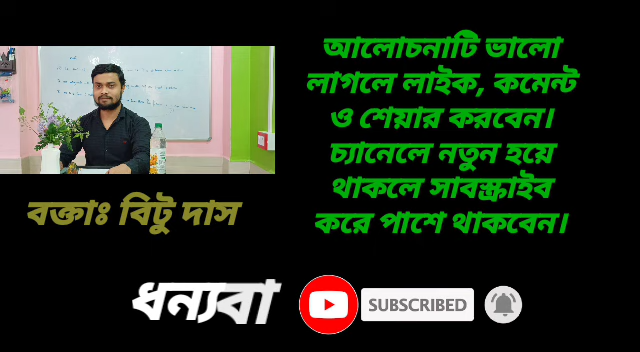 আলোচনাটি ভালো
লাগলে লাইক, কমেন্ট
ও শেয়ার করবেন।
চ্যানেলে নতুন হয়ে
থাকলে সাবস্ক্রাইব
করে পাশে থাকবেন।
বক্তাঃ বিটু দাস
ধন্যবা
SUBSCRIBED